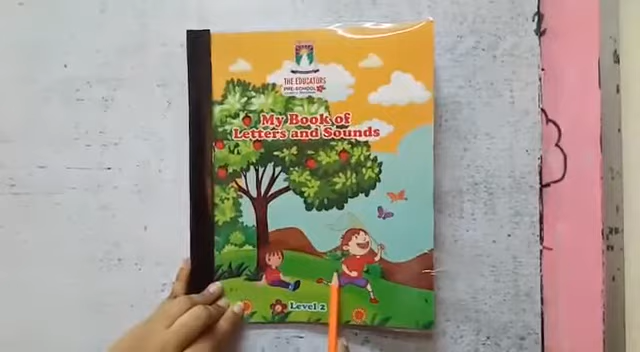 THE EDUCATORS
PRE-SCHOOL
My Book of
Letters and Sounds
Level 2